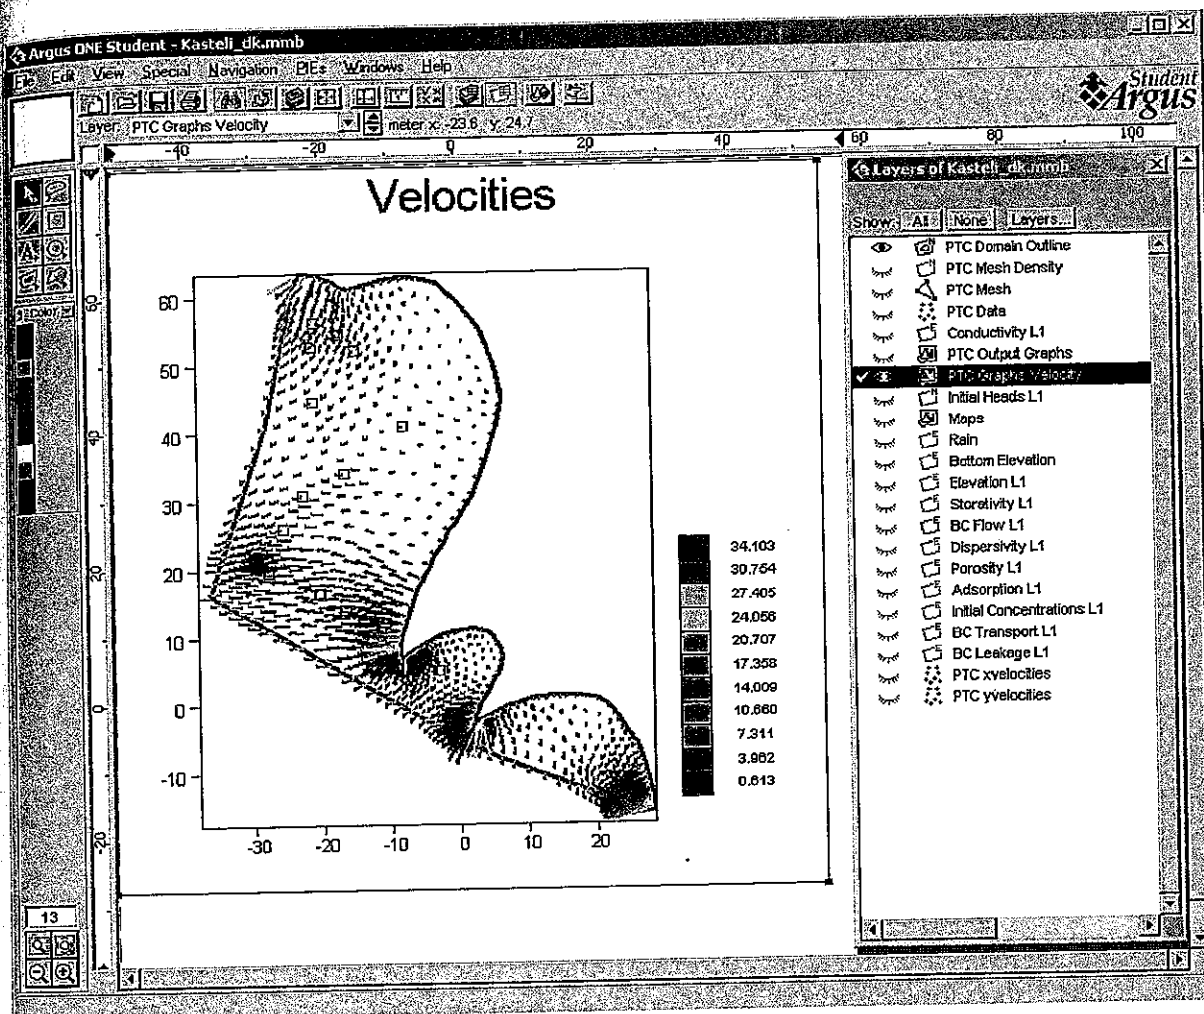 Argus ONE Student - Kasteli_dk.mmb
File Edit View Special Navigation PIEs Windows Help
Student
Argus
Layer: PTC Graphs Velocity meter x: -23.6 y: 24.7
-40 -20 0 20 40 60 80 100
Layers of Kasteli_dk.mmb
Show: All None Layers...
PTC Domain Outline
PTC Mesh Density
PTC Mesh
PTC Data
Conductivity L1
PTC Output Graphs
PTC Graphs Velocity
Initial Heads L1
Maps
Rain
Bottom Elevation
Elevation L1
Storativity L1
BC Flow L1
Dispersivity L1
Porosity L1
Adsorption L1
Initial Concentrations L1
BC Transport L1
BC Leakage L1
PTC xvelocities
PTC yvelocities
Color
60
40
20
0
-20
13
Velocities
60
50
40
30
20
10
0
-10
-30 -20 -10 0 10 20
34.103
30.754
27.405
24.056
20.707
17.358
14.009
10.660
7.311
3.962
0.613